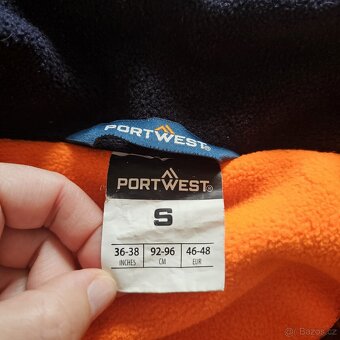 PORTWEST®
PORTWEST®
S
36-38 92-96 46-48
INCHES CM EUR
Bazos.cz